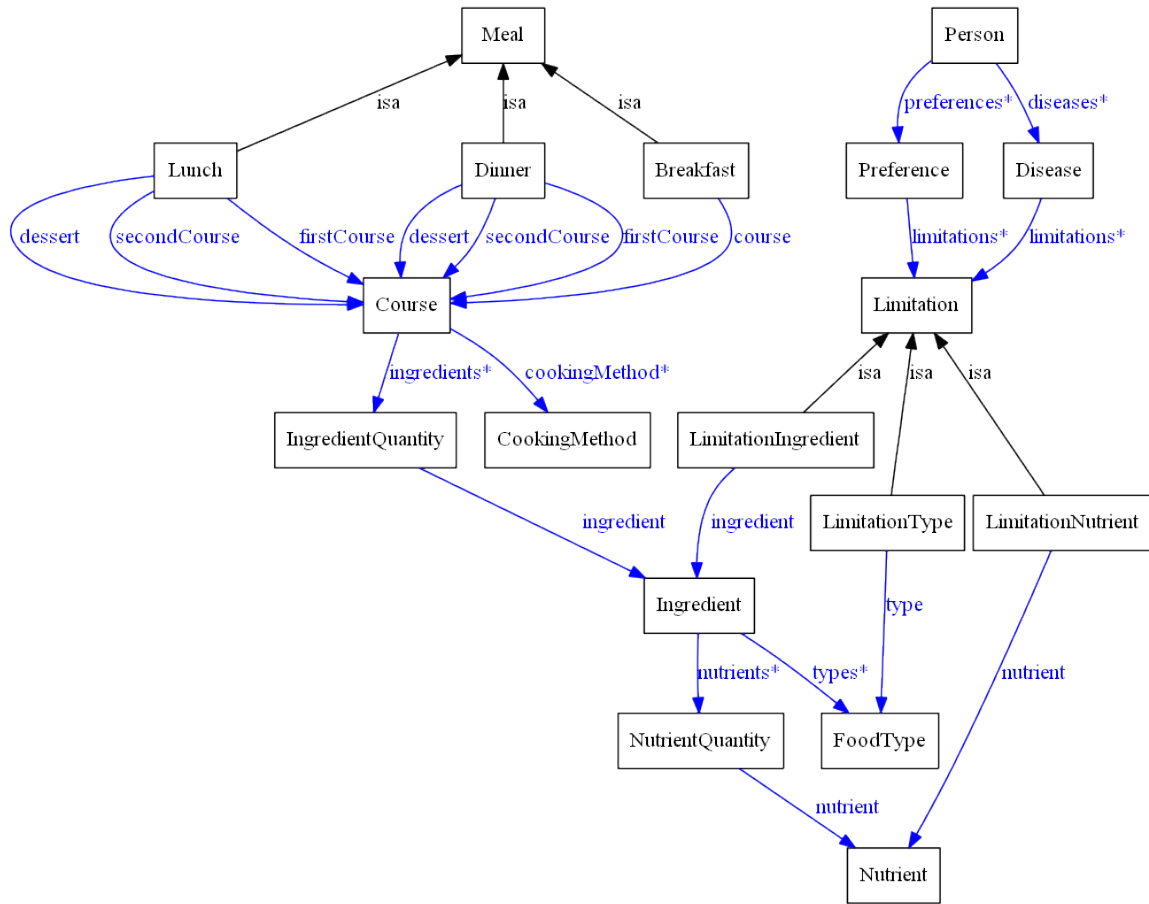 Meal
Person
isa
isa
isa
preferences*
diseases*
Lunch
Dinner
Breakfast
Preference
Disease
dessert
secondCourse
firstCourse
dessert
secondCourse
firstCourse
course
limitations*
limitations*
Course
Limitation
ingredients*
cookingMethod*
isa
isa
isa
IngredientQuantity
CookingMethod
LimitationIngredient
LimitationType
LimitationNutrient
ingredient
ingredient
Ingredient
type
nutrients*
types*
nutrient
NutrientQuantity
FoodType
nutrient
Nutrient